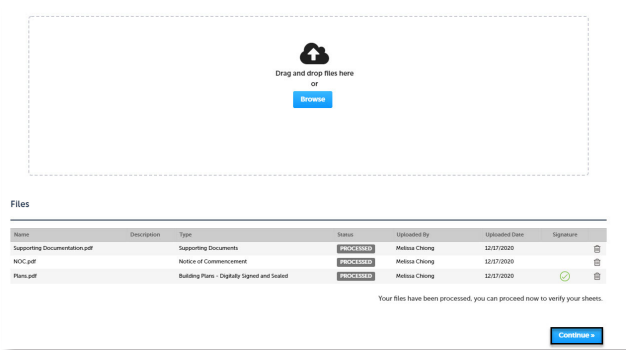 Drag and drop files here
or
Browse
Files
Name Description Type Status Uploaded By Uploaded Date Signature
Supporting Documentation.pdf Supporting Documents PROCESSED Melissa Chiong 12/17/2020
NOC.pdf Notice of Commencement PROCESSED Melissa Chiong 12/17/2020
Plans.pdf Building Plans - Digitally Signed and Sealed PROCESSED Melissa Chiong 12/17/2020
Your files have been processed, you can proceed now to verify your sheets.
Continue »